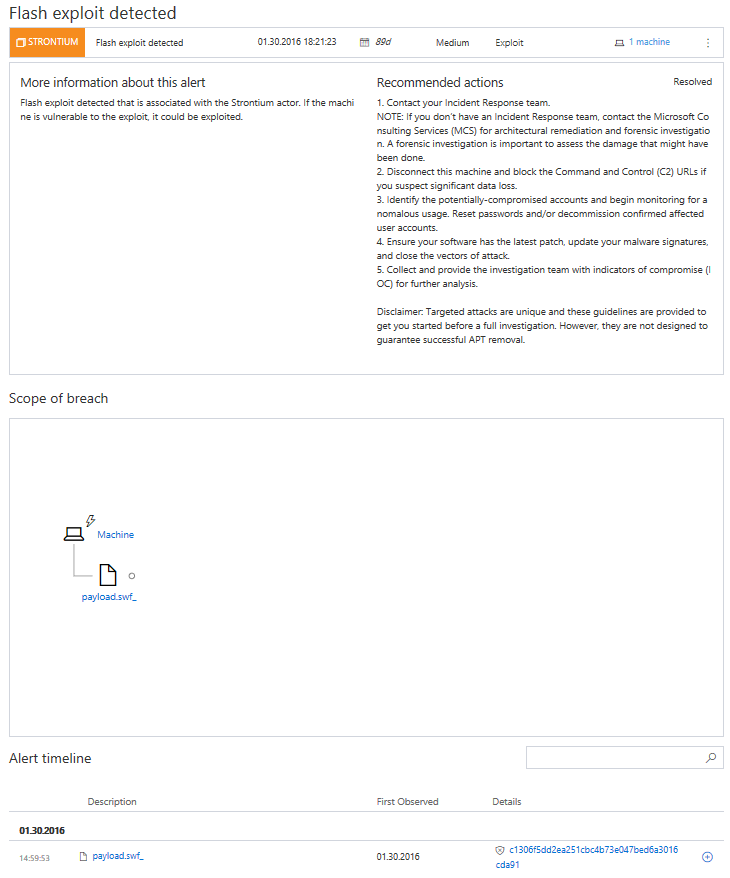 Flash exploit detected
STRONTIUM Flash exploit detected 01.30.2016 18:21:23 89d Medium Exploit 1 machine
More information about this alert
Flash exploit detected that is associated with the Strontium actor. If the machi
ne is vulnerable to the exploit, it could be exploited.
Recommended actions Resolved
1. Contact your Incident Response team.
NOTE: If you don't have an Incident Response team, contact the Microsoft Co
nsulting Services (MCS) for architectural remediation and forensic investigatio
n. A forensic investigation is important to assess the damage that might have
been done.
2. Disconnect this machine and block the Command and Control (C2) URLs if
you suspect significant data loss.
3. Identify the potentially-compromised accounts and begin monitoring for a
nomalous usage. Reset passwords and/or decommission confirmed affected
user accounts.
4. Ensure your software has the latest patch, update your malware signatures,
and close the vectors of attack.
5. Collect and provide the investigation team with indicators of compromise (I
OC) for further analysis.
Disclaimer: Targeted attacks are unique and these guidelines are provided to
get you started before a full investigation. However, they are not designed to
guarantee successful APT removal.
Scope of breach
Machine
payload.swf_
Alert timeline
Description First Observed Details
01.30.2016
14:59:53 payload.swf_ 01.30.2016 c1306f5dd2ea251cbc4b73e047bed6a3016
cda91